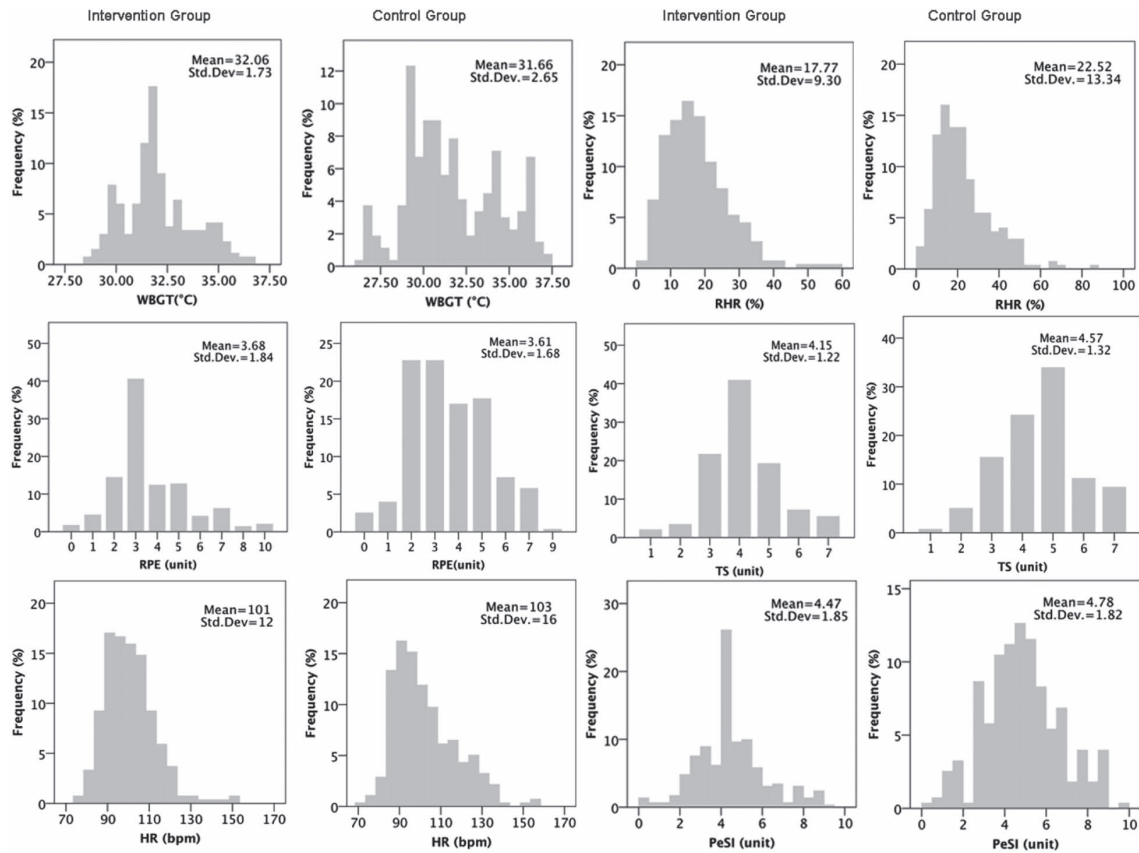 Intervention Group
Control Group
Intervention Group
Control Group
Mean=32.06
Std.Dev=1.73
Frequency (%)
20
15
10
5
0
27.50 30.00 32.50 35.00 37.50
WBGT(°C)
Mean=31.66
Std.Dev=2.65
Frequency (%)
12
10
8
6
4
2
0
27.50 30.00 32.50 35.00 37.50
WBGT (°C)
Mean=17.77
Std.Dev=9.30
Frequency (%)
20
15
10
5
0
0 10 20 30 40 50 60
RHR (%)
Mean=22.52
Std.Dev=13.34
Frequency (%)
20
15
10
5
0
0 20 40 60 80 100
RHR (%)
Mean=3.68
Std.Dev.=1.84
Frequency (%)
50
40
30
20
10
0
0 1 2 3 4 5 6 7 8 10
RPE (unit)
Mean=3.61
Std.Dev.=1.68
Frequency (%)
25
20
15
10
5
0
0 1 2 3 4 5 6 7 9
RPE(unit)
Mean=4.15
Std.Dev.=1.22
Frequency (%)
50
40
30
20
10
0
1 2 3 4 5 6 7
TS (unit)
Mean=4.57
Std.Dev.=1.32
Frequency (%)
40
30
20
10
0
1 2 3 4 5 6 7
TS (unit)
Mean=101
Std.Dev=12
Frequency (%)
20
15
10
5
0
70 90 110 130 150 170
HR (bpm)
Mean=103
Std.Dev.=16
Frequency (%)
20
15
10
5
0
70 90 110 130 150 170
HR (bpm)
Mean=4.47
Std.Dev=1.85
Frequency (%)
30
20
10
0
0 2 4 6 8 10
PeSI (unit)
Mean=4.78
Std.Dev.=1.82
Frequency (%)
15
10
5
0
0 2 4 6 8 10
PeSI (unit)